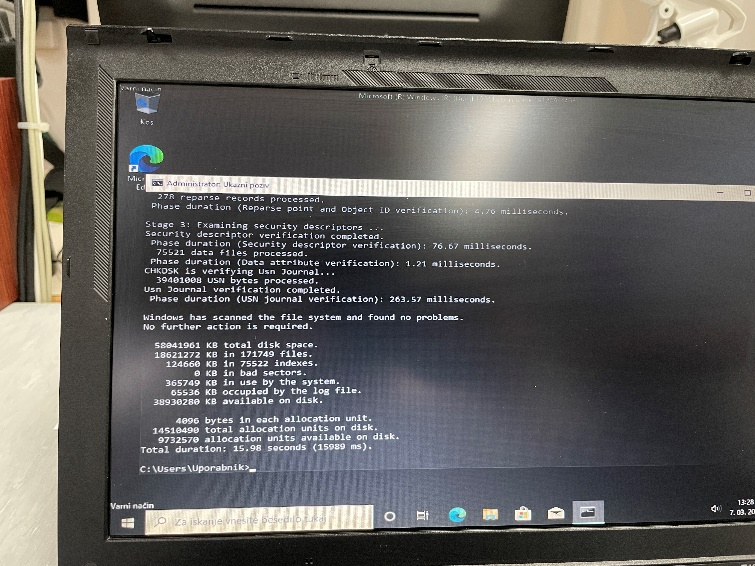 Varni način
Microsoft (R) Windows (R)
Koš
Administrator: Ukazni poziv
278 reparse records processed.
Phase duration (Reparse point and Object ID verification): 4.76 milliseconds.
Stage 3: Examining security descriptors ...
Security descriptor verification completed.
Phase duration (Security descriptor verification): 76.67 milliseconds.
75521 data files processed.
Phase duration (Data attribute verification): 1.21 milliseconds.
CHKDSK is verifying Usn Journal...
39401008 USN bytes processed.
Usn Journal verification completed.
Phase duration (USN journal verification): 263.57 milliseconds.
Windows has scanned the file system and found no problems.
No further action is required.
58041961 KB total disk space.
18621272 KB in 171749 files.
124660 KB in 75522 indexes.
0 KB in bad sectors.
365749 KB in use by the system.
65536 KB occupied by the log file.
38930280 KB available on disk.
4096 bytes in each allocation unit.
14510490 total allocation units on disk.
9732570 allocation units available on disk.
Total duration: 15.98 seconds (15989 ms).
C:\Users\Uporabnik>_
Varni način
Za iskanje vnesite besedilo tukaj
13:28
7. 03. 20